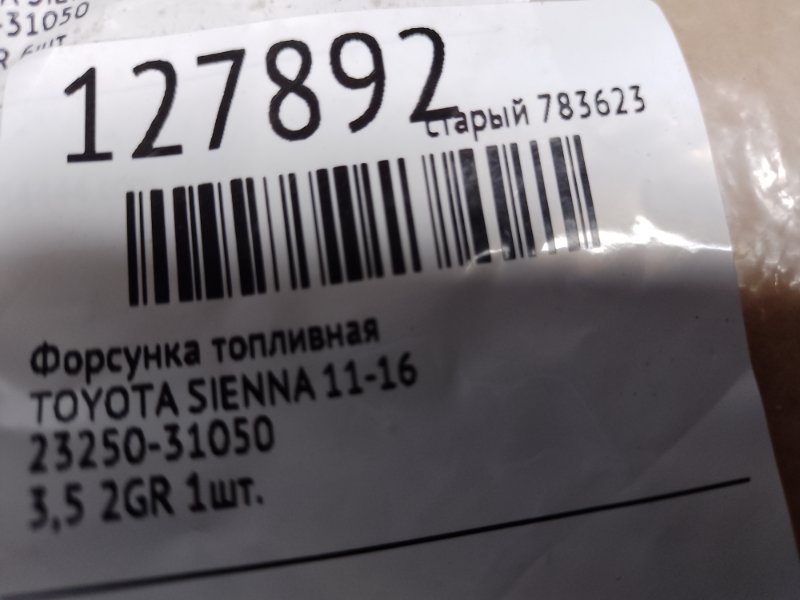 -31050
127892
старый 783623
Форсунка топливная
TOYOTA SIENNA 11-16
23250-31050
3,5 2GR 1шт.